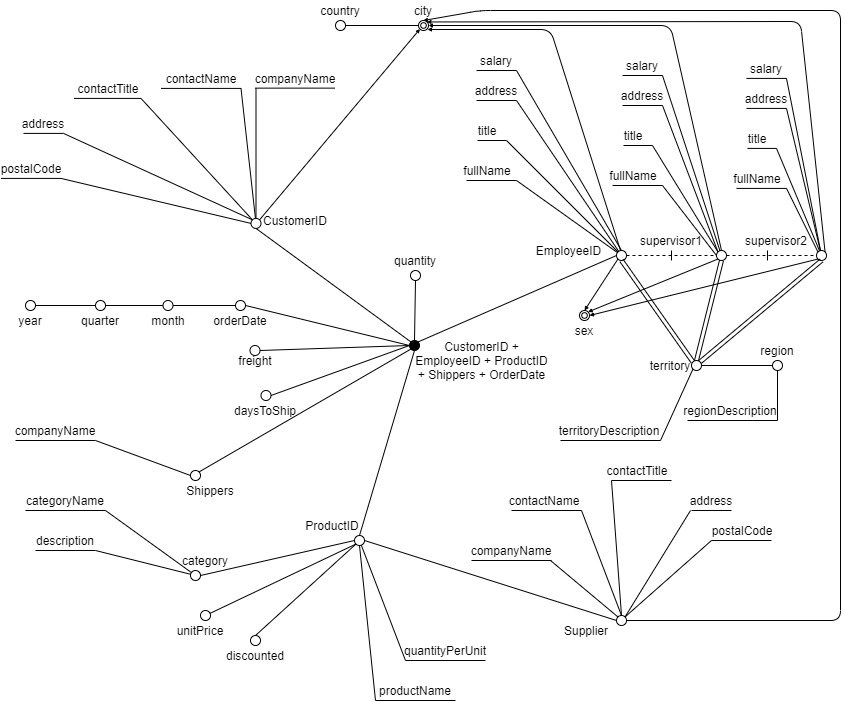 country
city
salary
salary
salary
contactTitle
contactName
companyName
address
address
address
address
title
title
title
postalCode
fullName
fullName
fullName
CustomerID
EmployeeID
supervisor1
supervisor2
quantity
year
quarter
month
orderDate
sex
freight
CustomerID +
EmployeeID + ProductID
+ Shippers + OrderDate
territory
region
daysToShip
regionDescription
companyName
territoryDescription
Shippers
contactTitle
categoryName
contactName
address
ProductID
description
category
companyName
postalCode
unitPrice
Supplier
discounted
quantityPerUnit
productName